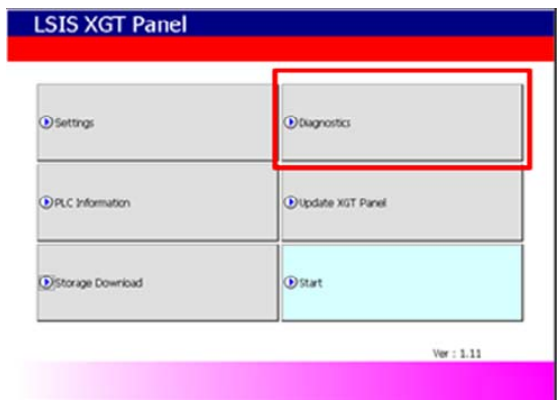 LSIS XGT Panel
Settings
Diagnostics
PLC Information
Update XGT Panel
Storage Download
Start
Ver : 1.11